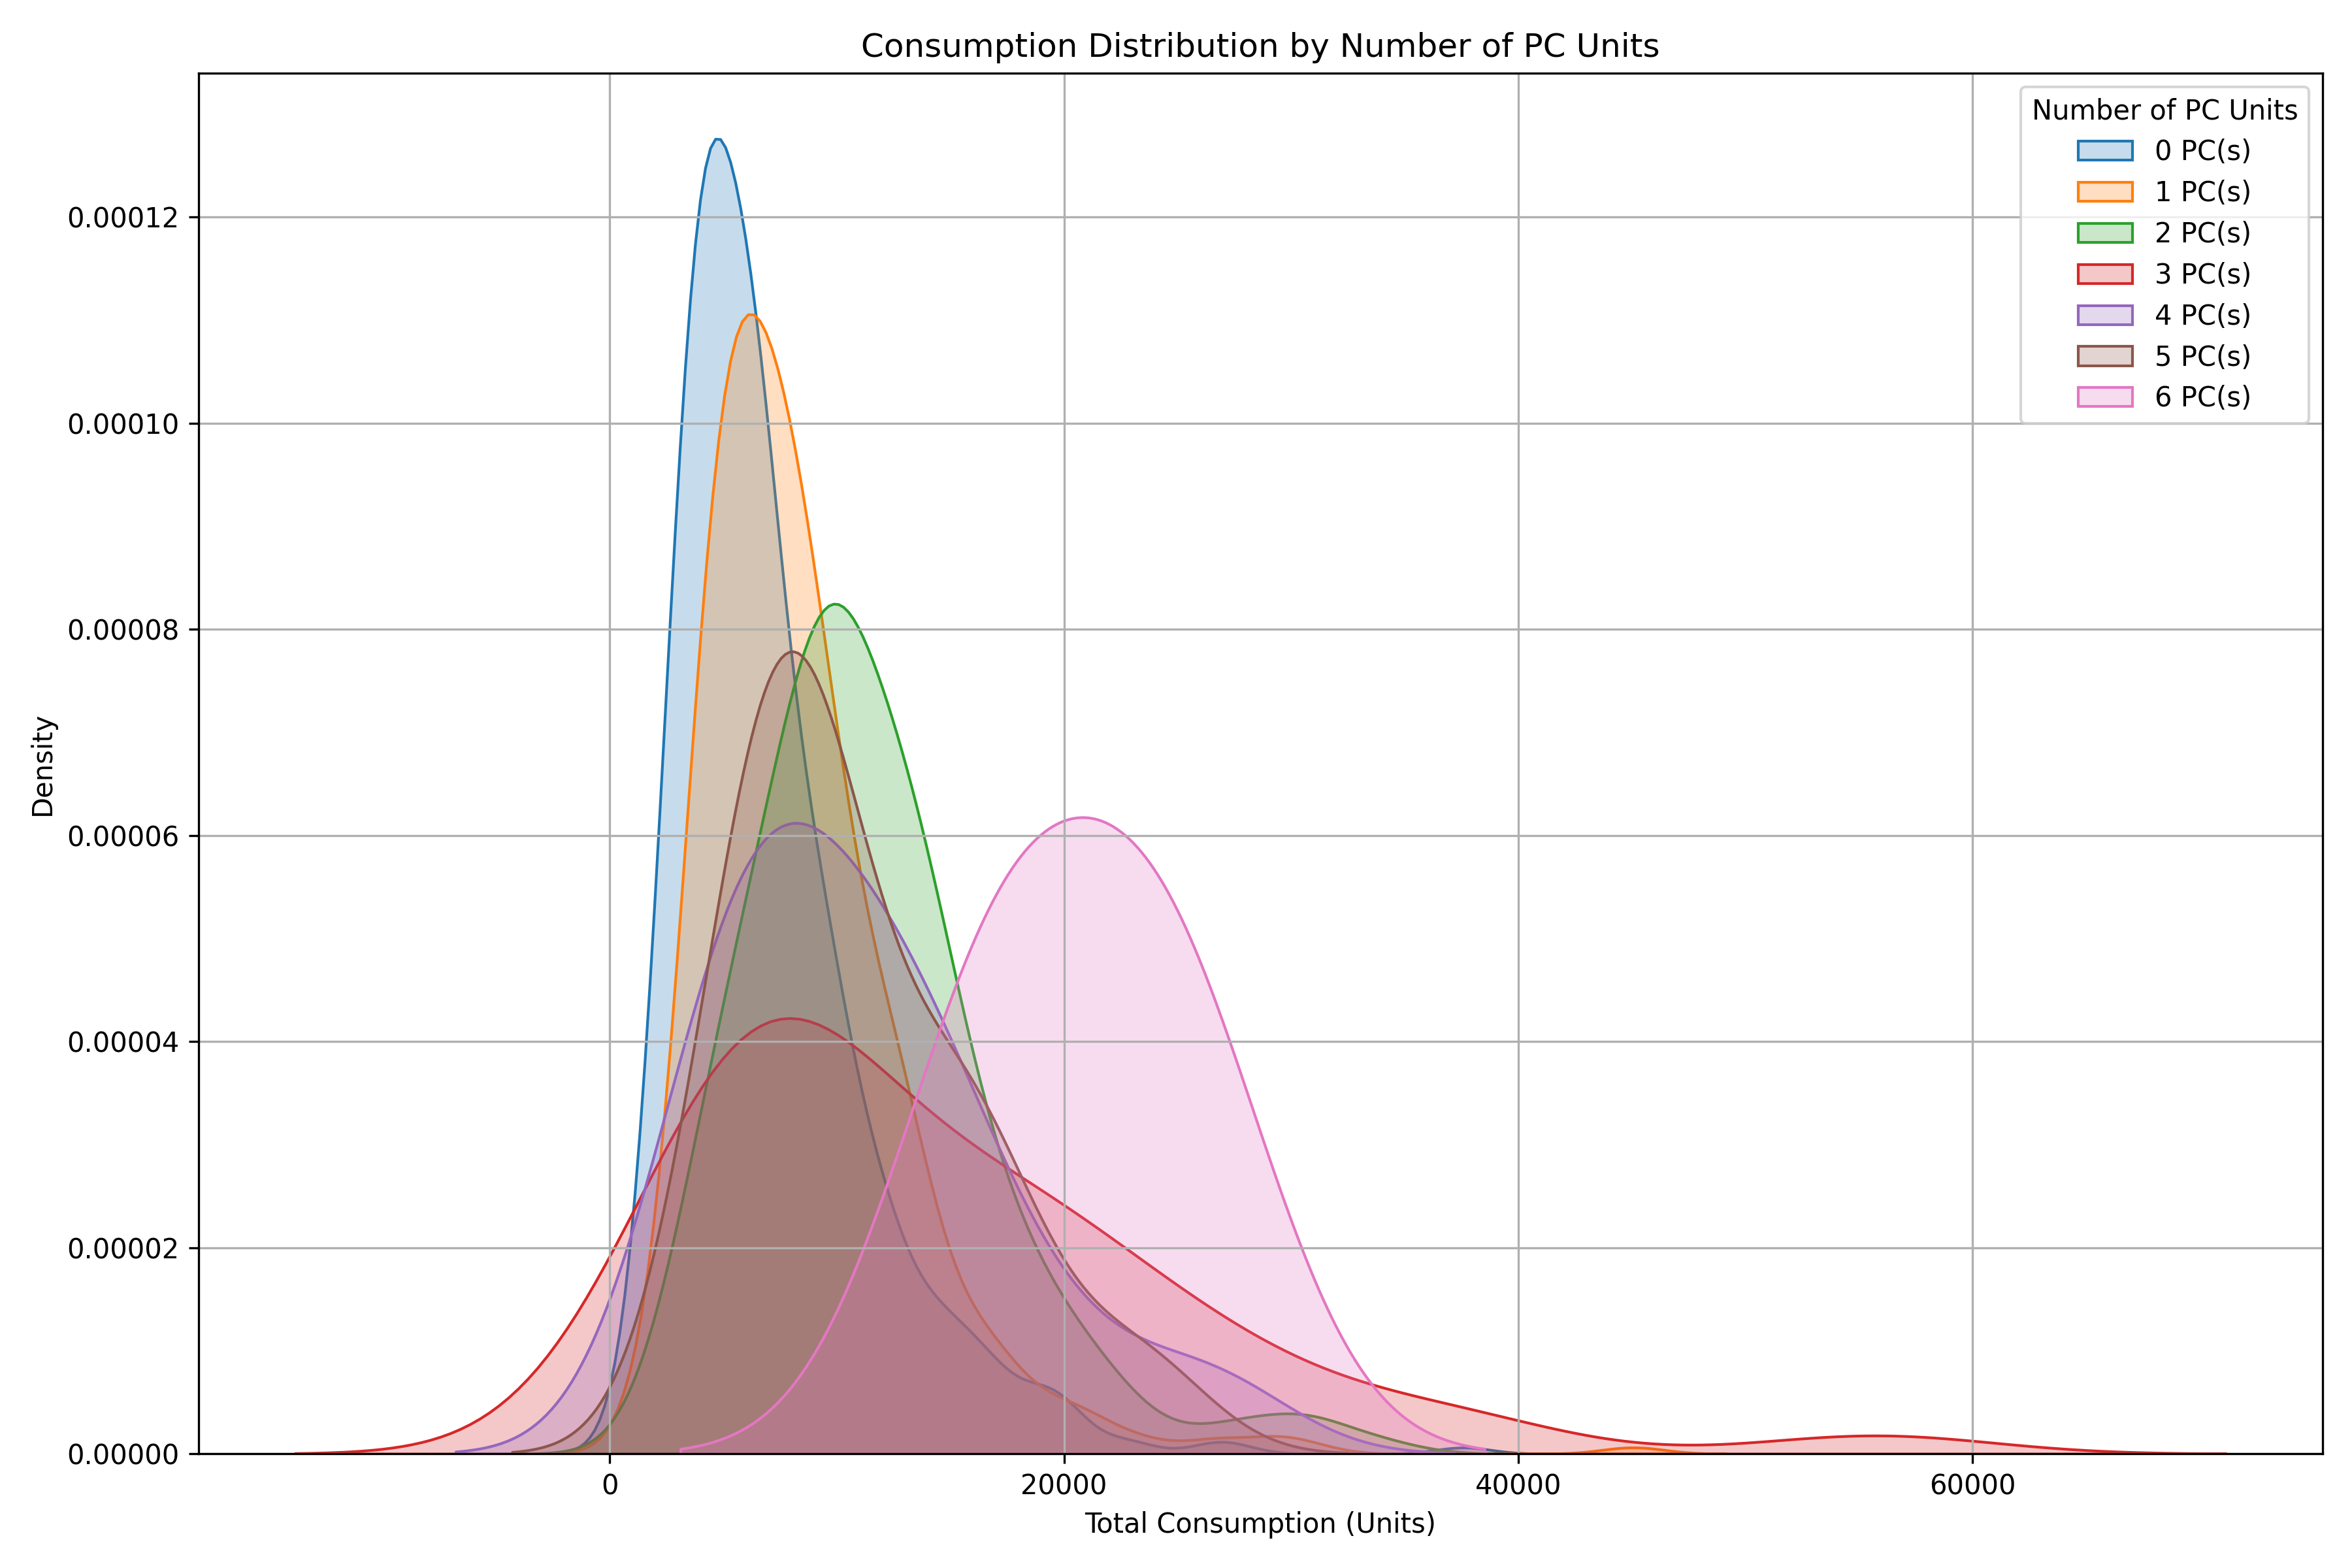 Consumption Distribution by Number of PC Units
Number of PC Units
0 PC(s)
1 PC(s)
2 PC(s)
3 PC(s)
4 PC(s)
5 PC(s)
6 PC(s)
0.00012
0.00010
0.00008
0.00006
0.00004
0.00002
0.00000
Density
0 20000 40000 60000
Total Consumption (Units)